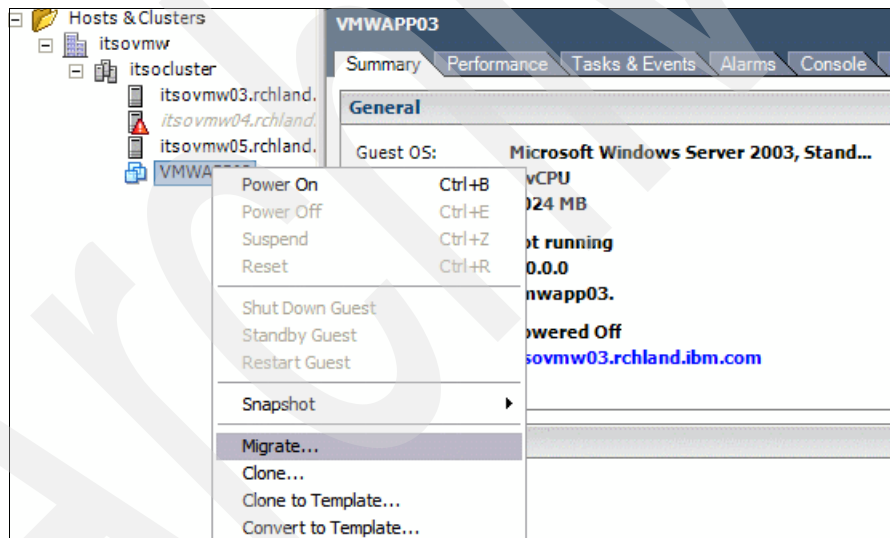 Hosts & Clusters
itsovmw
itsocluster
itsovmw03.rchland.
itsovmw04.rchland.
itsovmw05.rchland.
VMWA
VMWAPP03
Summary Performance Tasks & Events Alarms Console
General
Guest OS: Microsoft Windows Server 2003, Stand...
vCPU
024 MB
ot running
0.0.0
mwapp03.
owered Off
sovmw03.rchland.ibm.com
Power On Ctrl+B
Power Off Ctrl+E
Suspend Ctrl+Z
Reset Ctrl+R
Shut Down Guest
Standby Guest
Restart Guest
Snapshot
Migrate...
Clone...
Clone to Template...
Convert to Template...